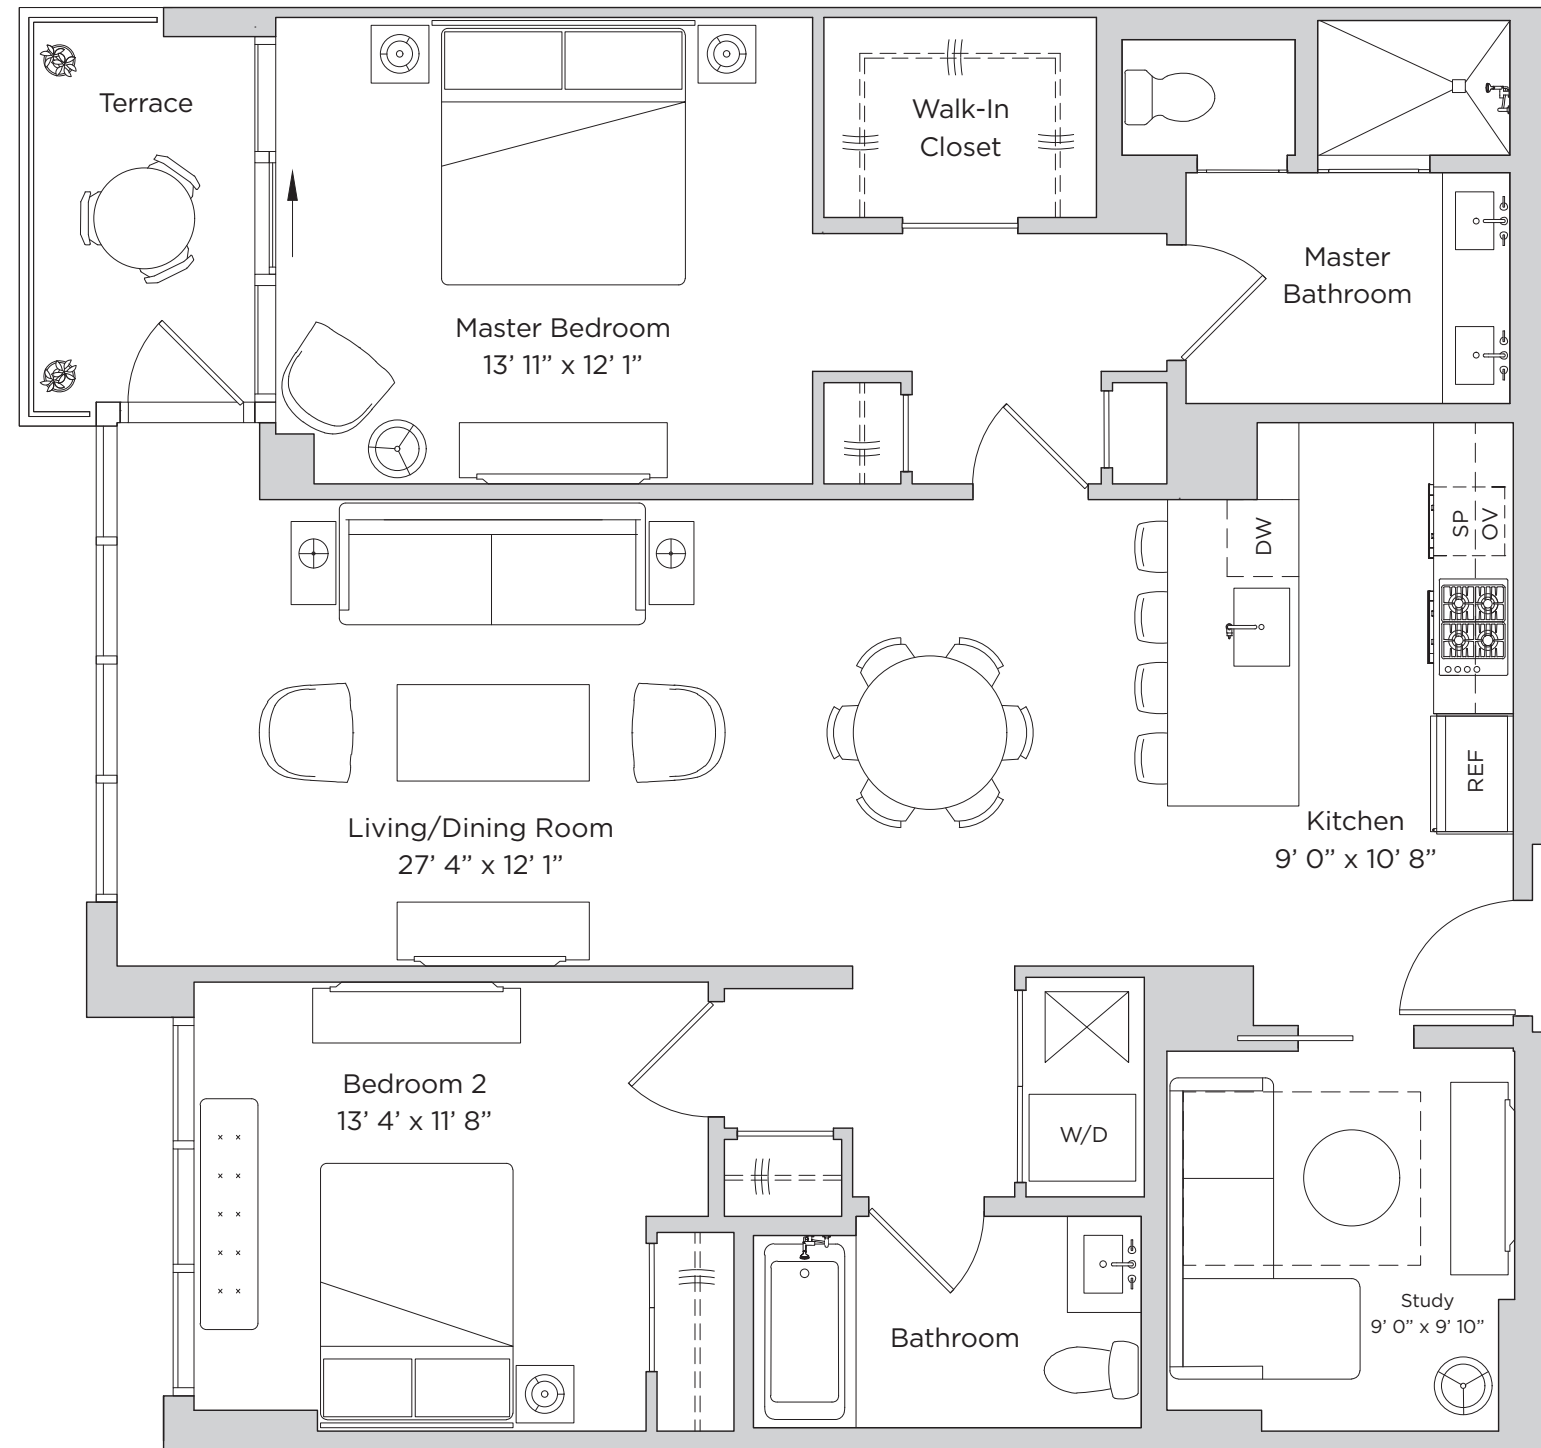 Terrace
Walk-In
Closet
Master
Bathroom
Master Bedroom
13’ 11” x 12’ 1”
DW
SP
OV
REF
Living/Dining Room
27’ 4” x 12’ 1”
Kitchen
9’ 0” x 10’ 8”
Bedroom 2
13’ 4’ x 11’ 8”
W/D
Study
9’ 0” x 9’ 10”
Bathroom